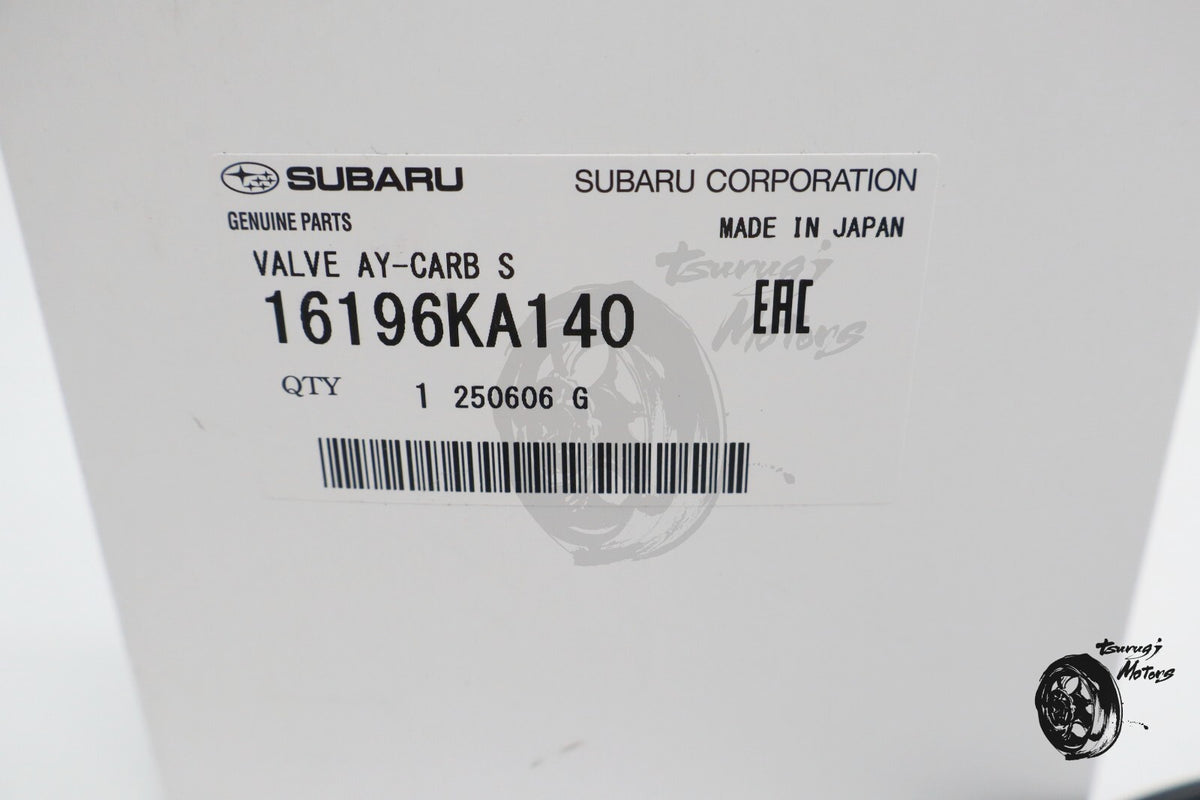 SUBARU SUBARU CORPORATION
GENUINE PARTS MADE IN JAPAN
VALVE AY-CARB S
16196KA140 EAC
QTY 1 250606 G
Tsurugi
Motors
Tsurugi
Motors